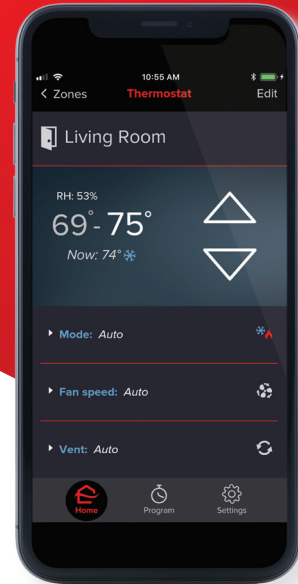 10:55 AM
Zones Thermostat Edit
Living Room
RH: 53%
69°-75°
Now: 74°
Mode: Auto
Fan speed: Auto
Vent: Auto
Home Program Settings